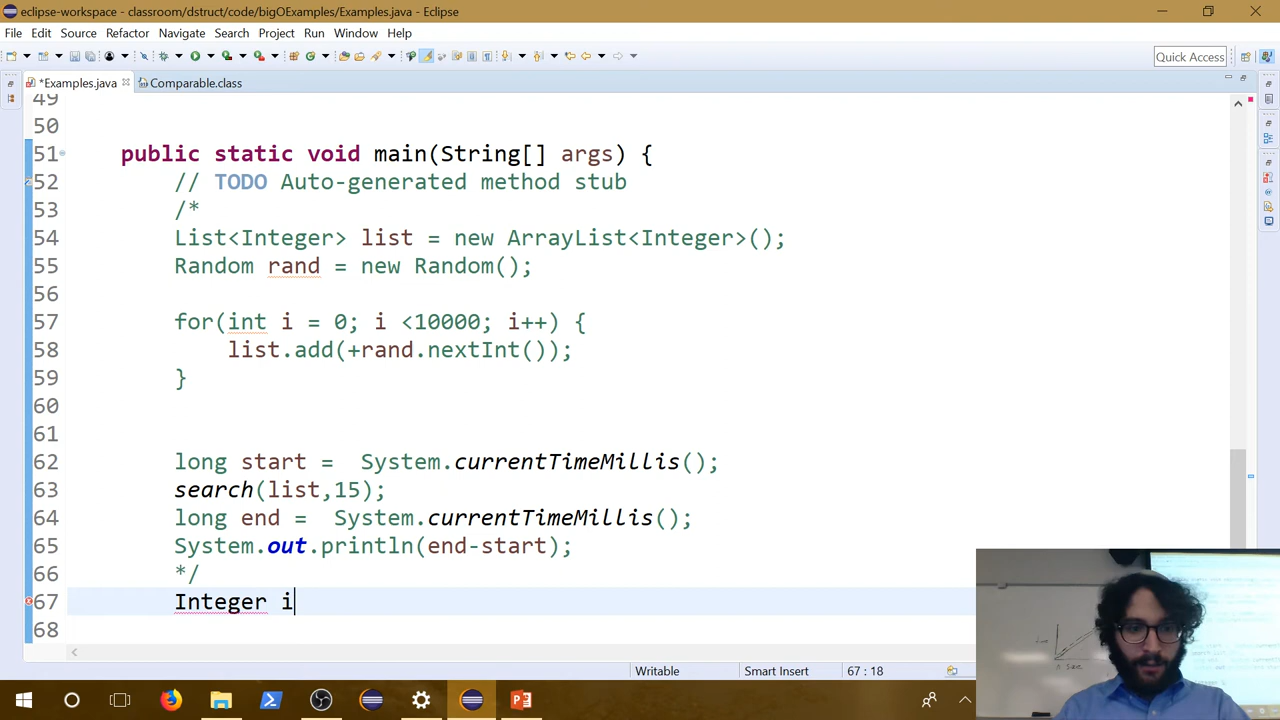 eclipse-workspace - classroom/dstruct/code/bigOExamples/Examples.java - Eclipse
File Edit Source Refactor Navigate Search Project Run Window Help
Quick Access
*Examples.java Comparable.class
49
50
51 public static void main(String[] args) {
52 // TODO Auto-generated method stub
53 /*
54 List<Integer> list = new ArrayList<Integer>();
55 Random rand = new Random();
56
57 for(int i = 0; i <10000; i++) {
58 list.add(+rand.nextInt());
59 }
60
61
62 long start =  System.currentTimeMillis();
63 search(list,15);
64 long end =  System.currentTimeMillis();
65 System.out.println(end-start);
66 */
67 Integer i
68
Writable Smart Insert 67 : 18